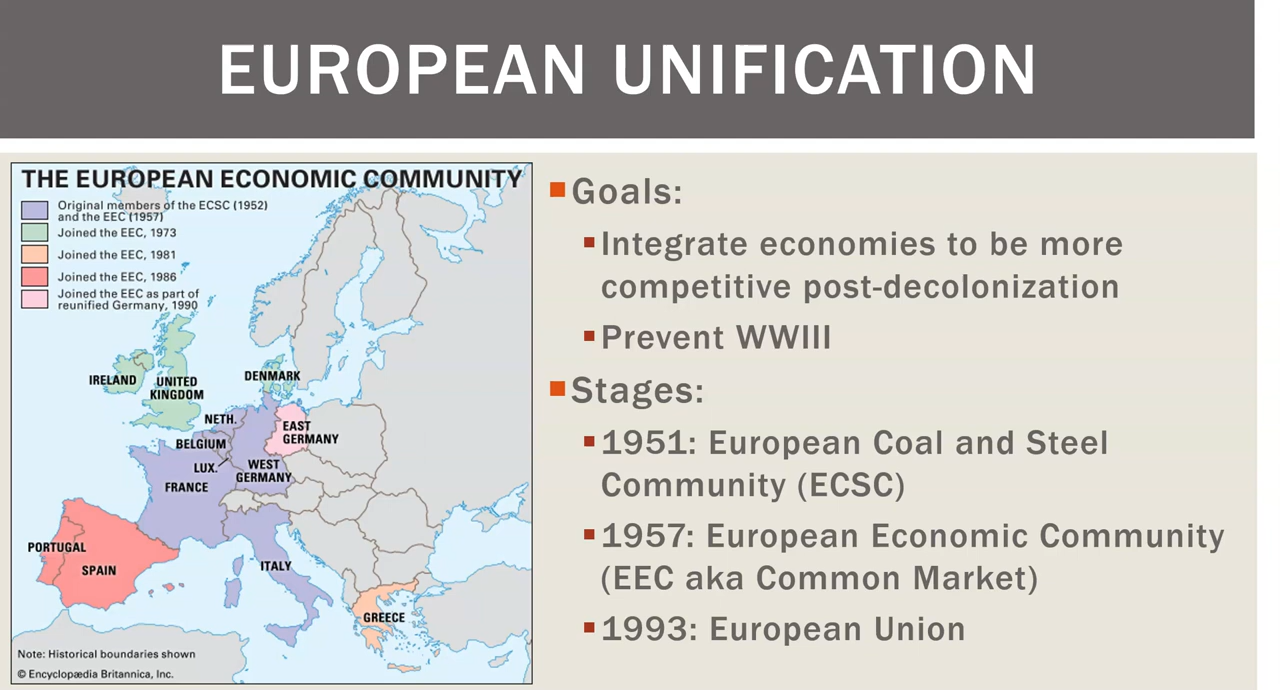 EUROPEAN UNIFICATION
THE EUROPEAN ECONOMIC COMMUNITY
Original members of the ECSC (1952)
and the EEC (1957)
Joined the EEC, 1973
Joined the EEC, 1981
Joined the EEC, 1986
Joined the EEC as part of
reunified Germany, 1990
IRELAND
UNITED
KINGDOM
DENMARK
NETH.
EAST
GERMANY
BELGIUM
LUX.
WEST
GERMANY
FRANCE
PORTUGAL
SPAIN
ITALY
GREECE
Note: Historical boundaries shown
© Encyclopædia Britannica, Inc.
Goals:
Integrate economies to be more
competitive post-decolonization
Prevent WWIII
Stages:
1951: European Coal and Steel
Community (ECSC)
1957: European Economic Community
(EEC aka Common Market)
1993: European Union